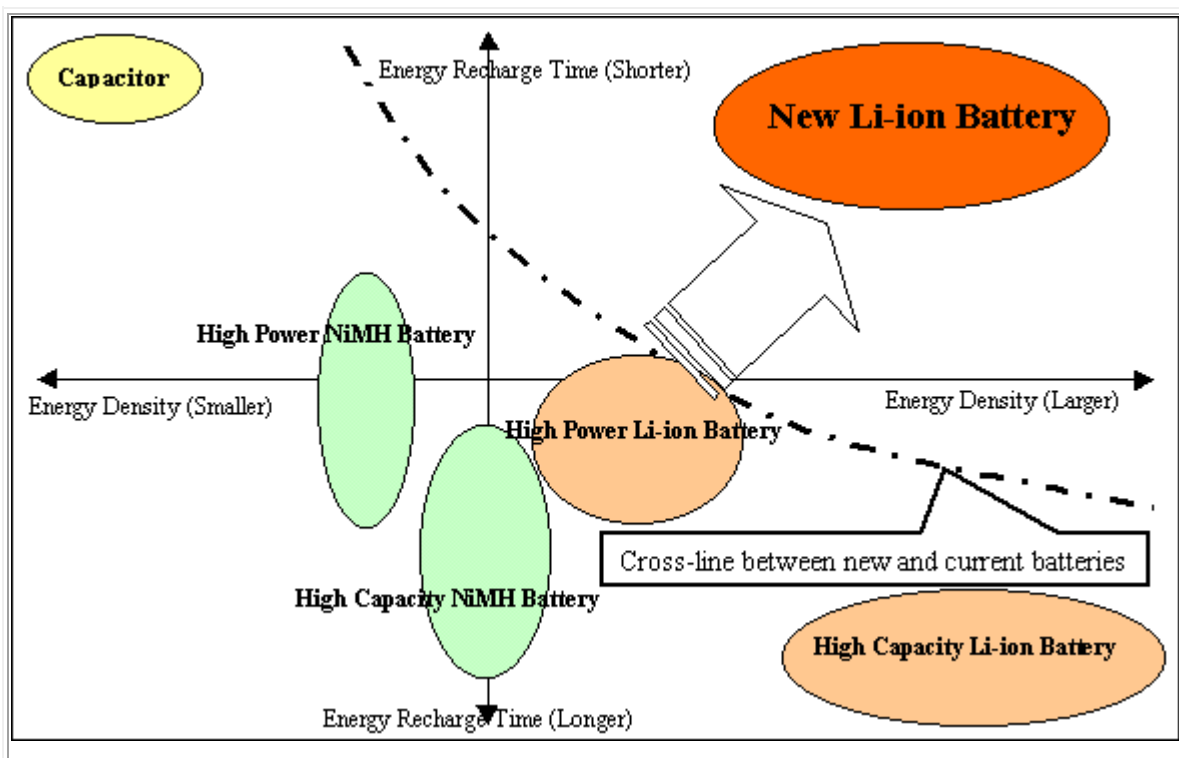 Capacitor
Energy Recharge Time (Shorter)
New Li-ion Battery
High Power NiMH Battery
Energy Density (Smaller)
Energy Density (Larger)
High Power Li-ion Battery
Cross-line between new and current batteries
High Capacity NiMH Battery
High Capacity Li-ion Battery
Energy Recharge Time (Longer)